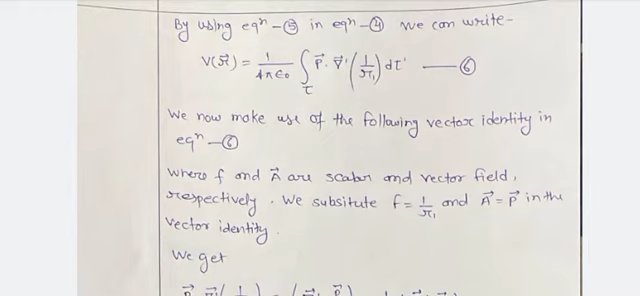 By using eqⁿ-⑤ in eqⁿ-④ we can write-
V(r⃗) = 1/4πϵ₀ ∫τ P⃗ . ∇⃗' (1/r₁) dτ' —⑥
We now make use of the following vector identity in
eqⁿ-⑥
where f and A⃗ are scalar and vector field,
respectively. We subsitute f = 1/r₁ and A⃗ = P⃗ in the
vector identity.
We get